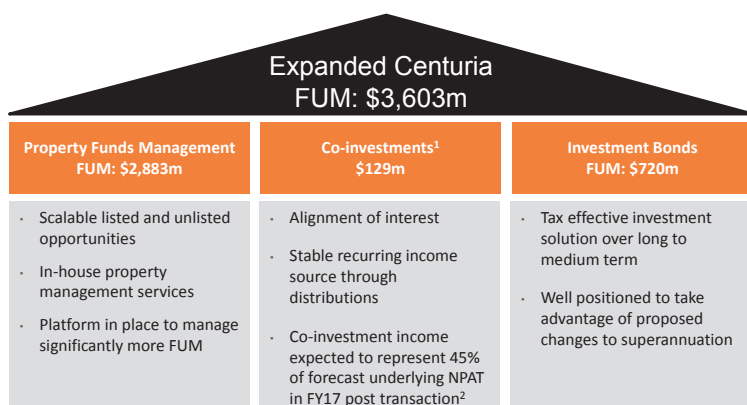 Expanded Centuria
FUM: $3,603m
Property Funds Management
FUM: $2,883m
Co-investments¹
$129m
Investment Bonds
FUM: $720m
· Scalable listed and unlisted
opportunities
· In-house property
management services
· Platform in place to manage
significantly more FUM
· Alignment of interest
· Stable recurring income
source through
distributions
· Co-investment income
expected to represent 45%
of forecast underlying NPAT
in FY17 post transaction²
· Tax effective investment
solution over long to
medium term
· Well positioned to take
advantage of proposed
changes to superannuation